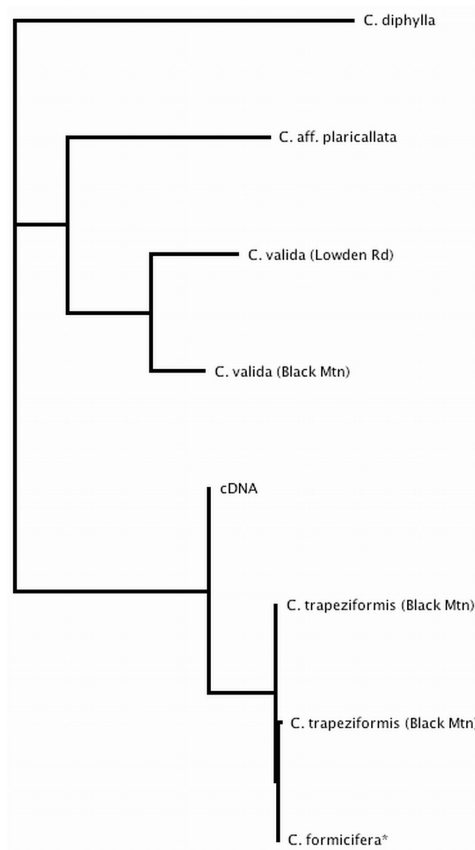 C. diphylla
C. aff. plaricallata
C. valida (Lowden Rd)
C. valida (Black Mtn)
cDNA
C. trapeziformis (Black Mtn)
C. trapeziformis (Black Mtn
C. formicifera*